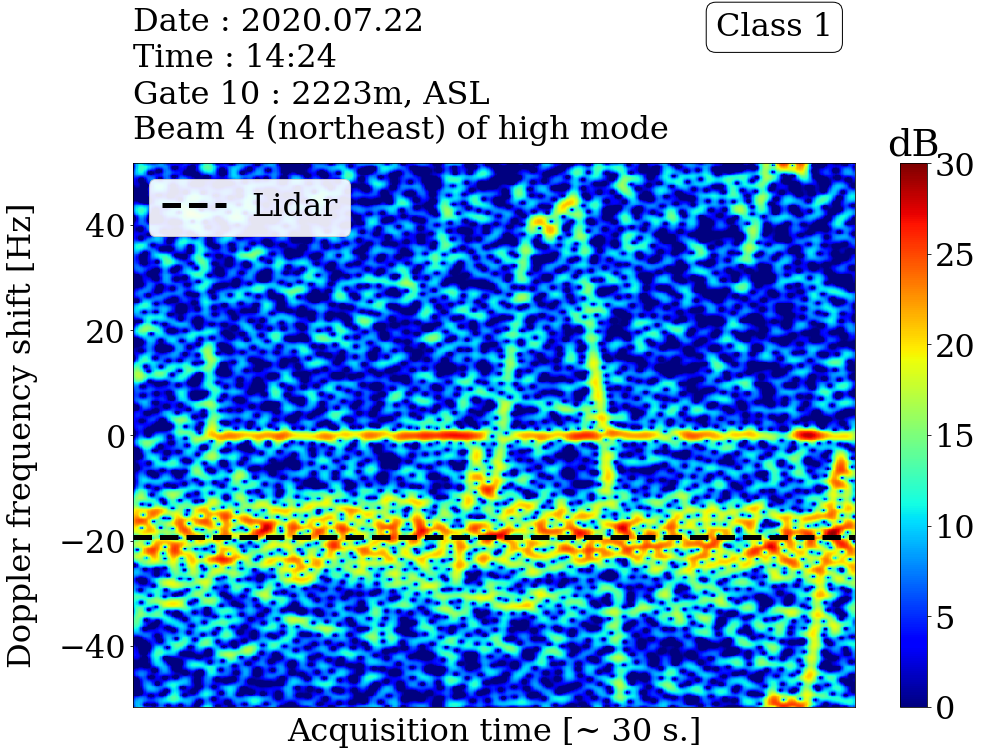 Date : 2020.07.22
Time : 14:24
Gate 10 : 2223m, ASL
Beam 4 (northeast) of high mode
Class 1
dB
Lidar
Doppler frequency shift [Hz]
40
20
0
−20
−40
30
25
20
15
10
5
0
Acquisition time [~ 30 s.]